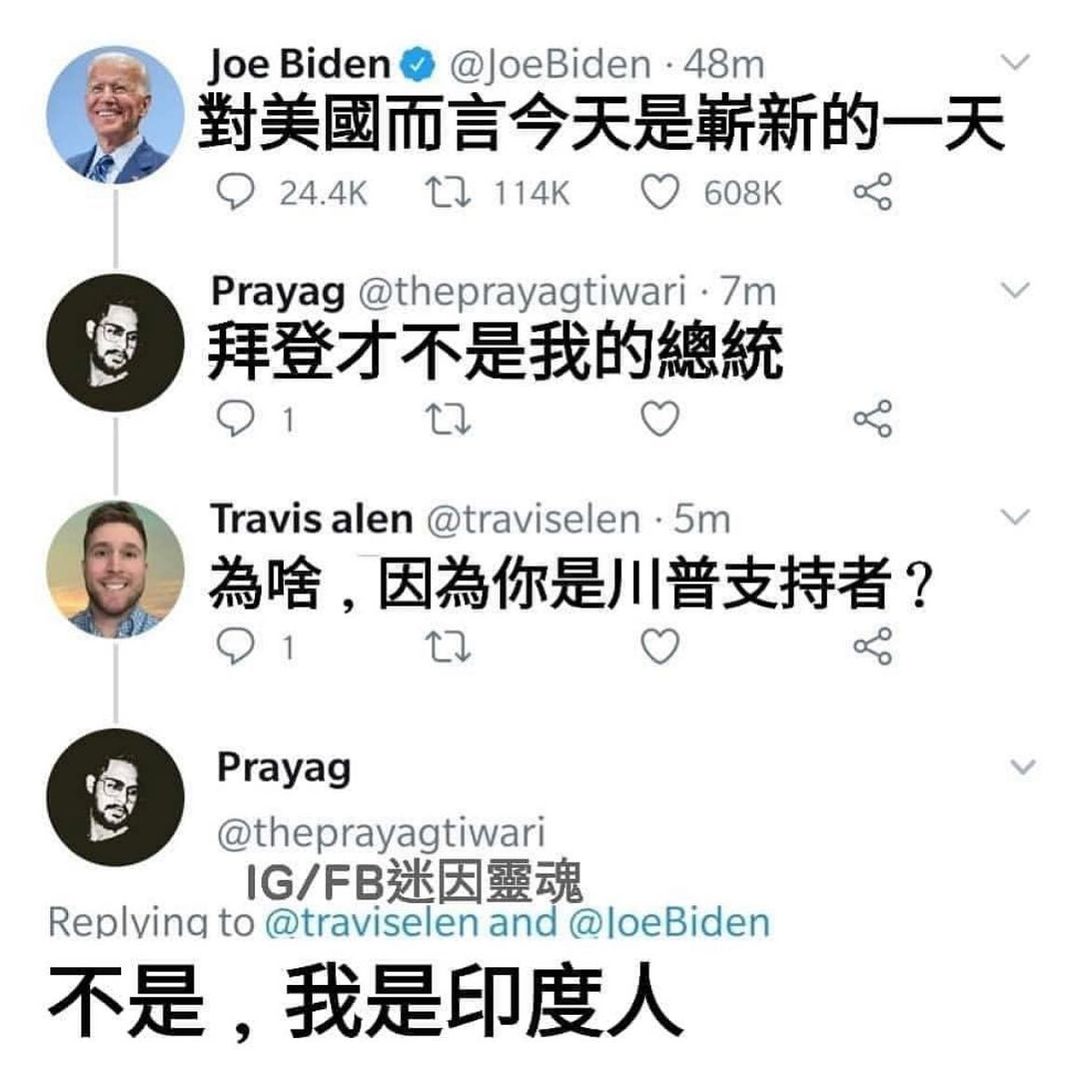 Joe Biden @JoeBiden · 48m
對美國而言今天是嶄新的一天
24.4K 114K 608K
Prayag @theprayagtiwari · 7m
拜登才不是我的總統
1
Travis alen @traviselen · 5m
為啥，因為你是川普支持者？
1
Prayag
@theprayagtiwari
IG/FB迷因靈魂
Replying to @traviselen and @JoeBiden
不是，我是印度人